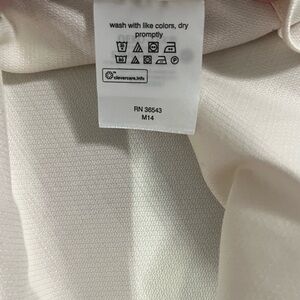 wash with like colors, dry
promptly
clevercare.info
RN 36543
M14